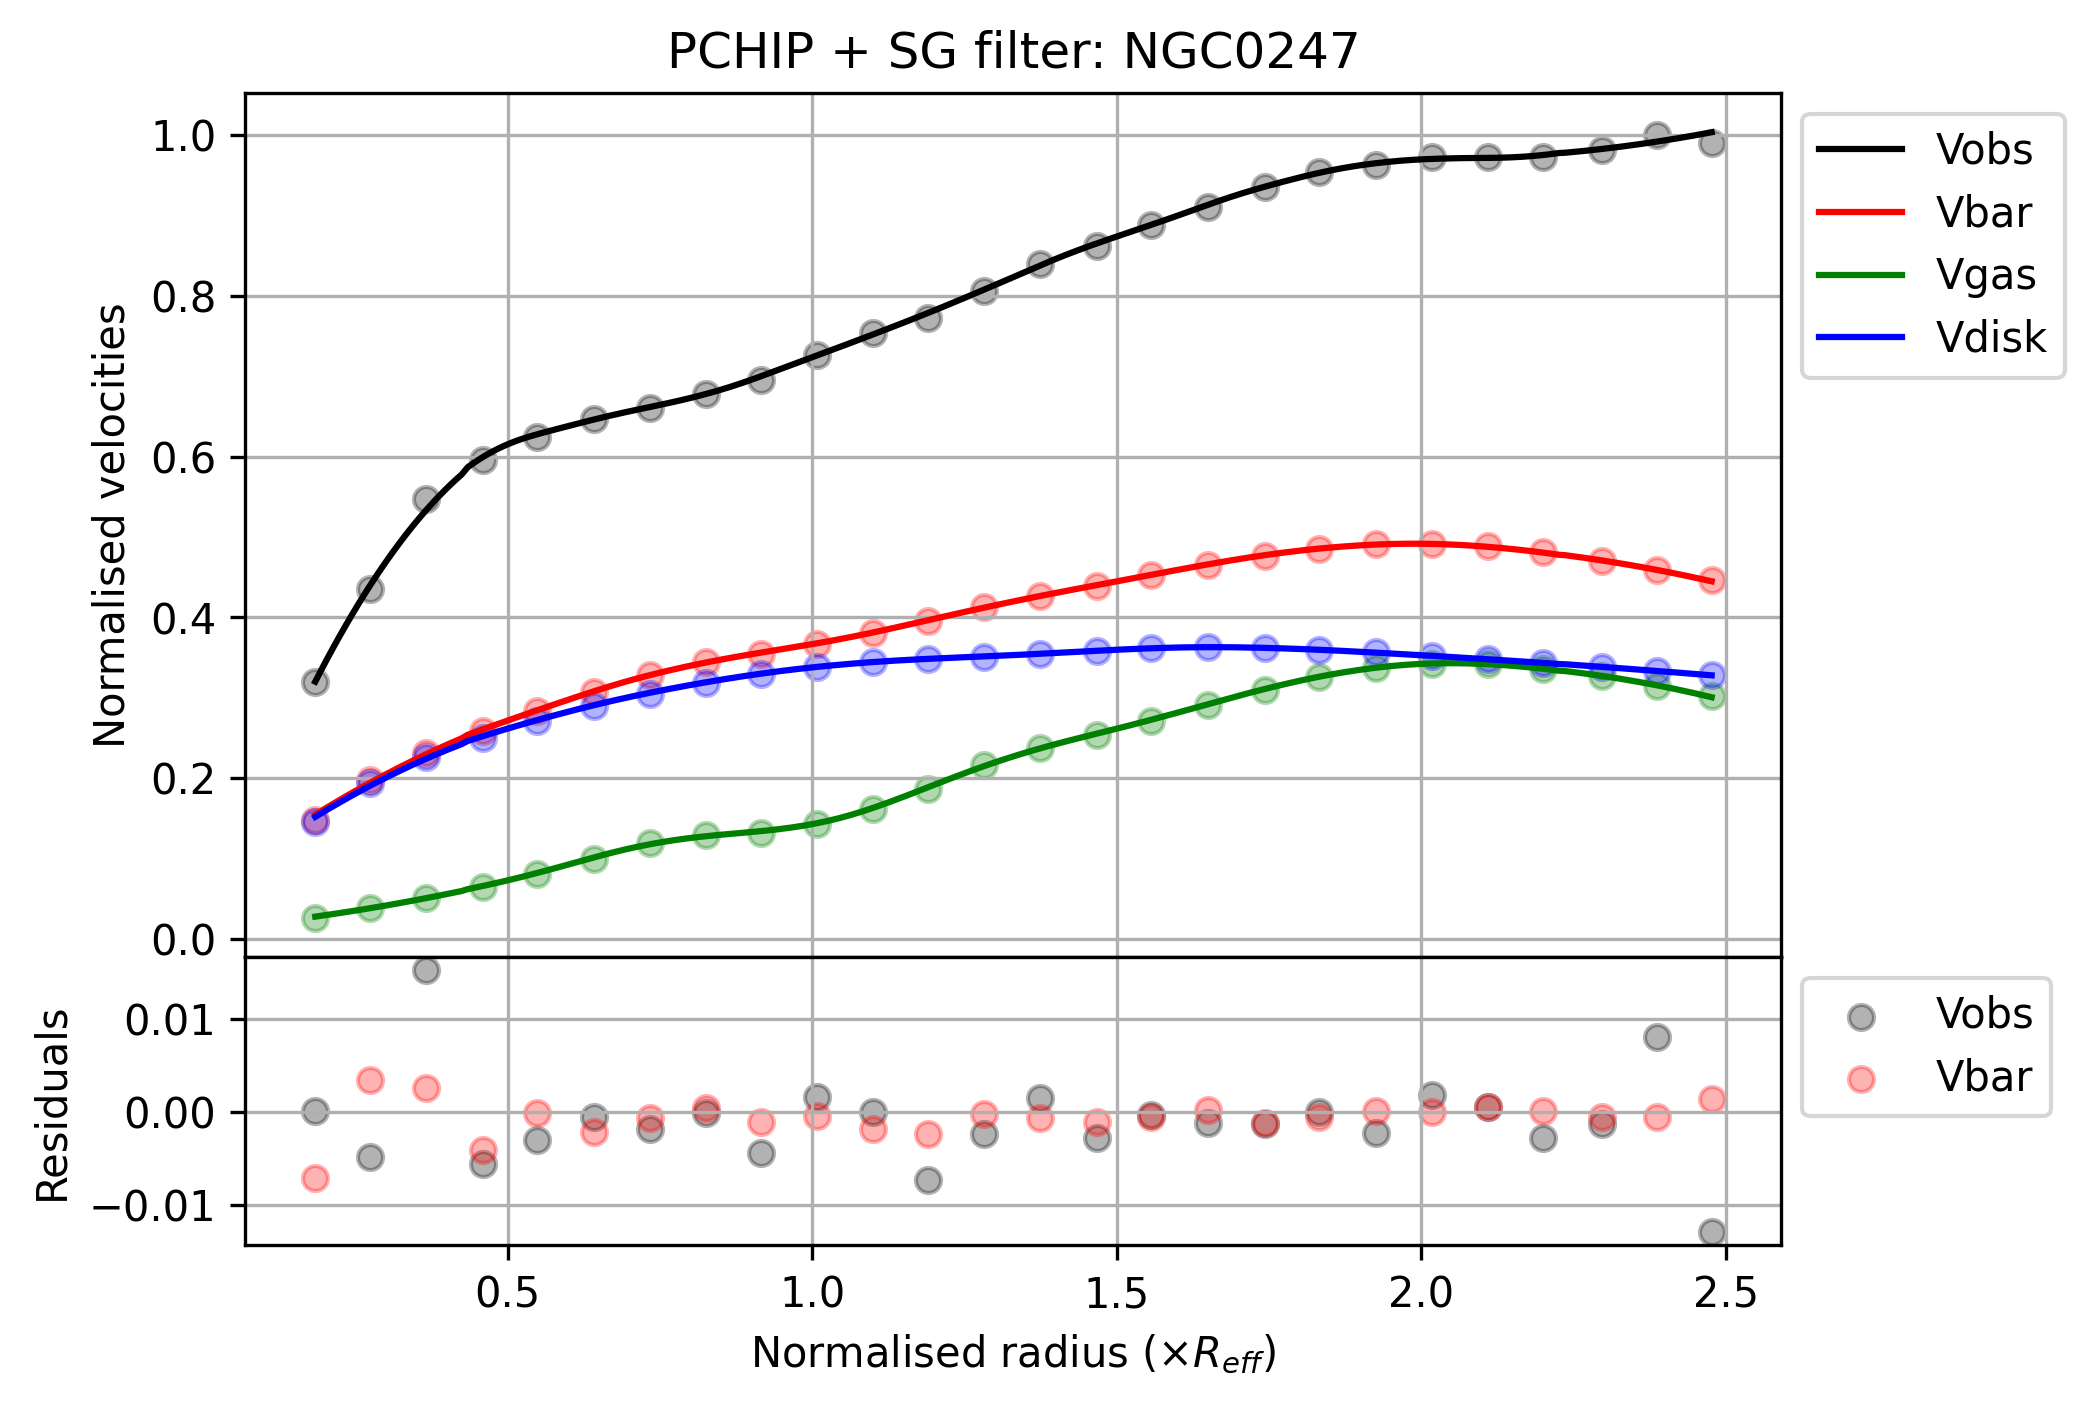 PCHIP + SG filter: NGC0247
Normalised velocities
1.0
0.8
0.6
0.4
0.2
0.0
Vobs
Vbar
Vgas
Vdisk
Residuals
0.01
0.00
−0.01
Vobs
Vbar
0.5 1.0 1.5 2.0 2.5
Normalised radius (×R_eff)